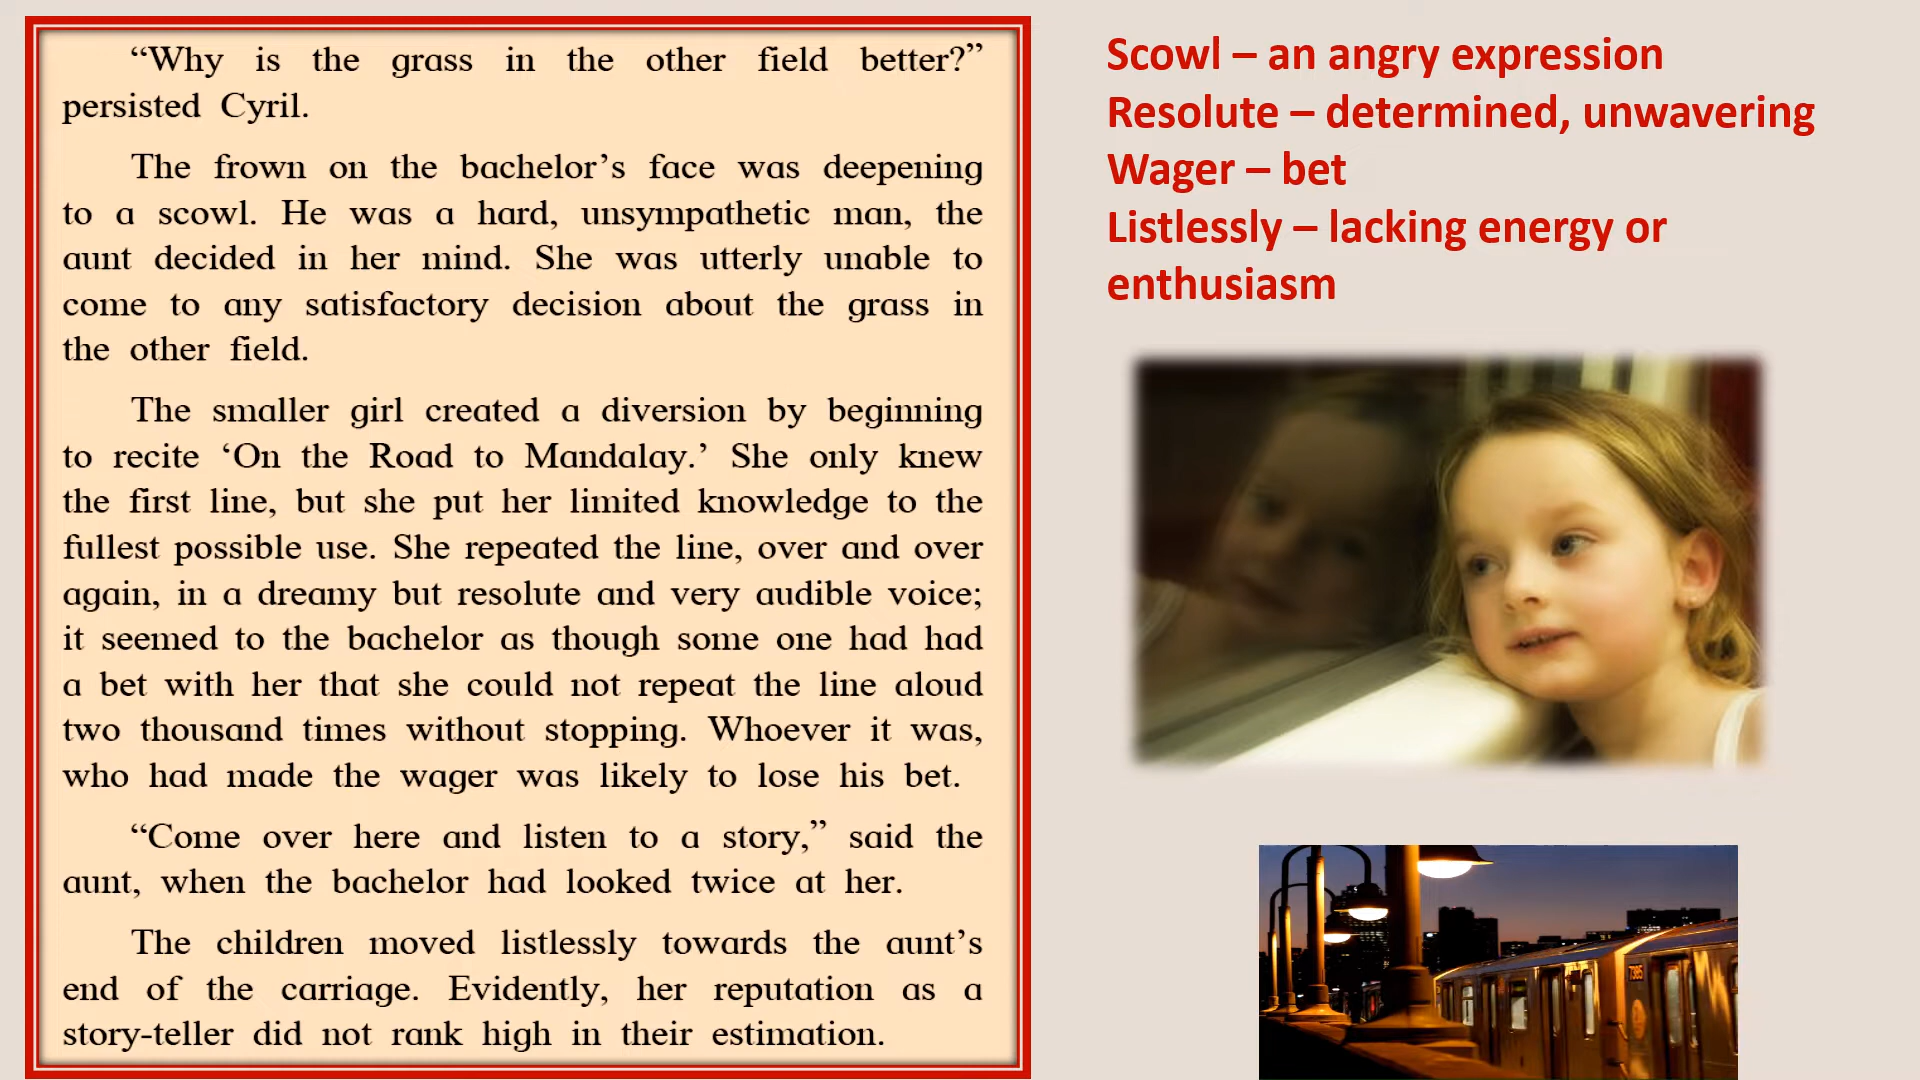 “Why is the grass in the other field better?”
persisted Cyril.
The frown on the bachelor’s face was deepening
to a scowl. He was a hard, unsympathetic man, the
aunt decided in her mind. She was utterly unable to
come to any satisfactory decision about the grass in
the other field.
The smaller girl created a diversion by beginning
to recite ‘On the Road to Mandalay.’ She only knew
the first line, but she put her limited knowledge to the
fullest possible use. She repeated the line, over and over
again, in a dreamy but resolute and very audible voice;
it seemed to the bachelor as though some one had had
a bet with her that she could not repeat the line aloud
two thousand times without stopping. Whoever it was,
who had made the wager was likely to lose his bet.
“Come over here and listen to a story,” said the
aunt, when the bachelor had looked twice at her.
The children moved listlessly towards the aunt’s
end of the carriage. Evidently, her reputation as a
story-teller did not rank high in their estimation.
Scowl – an angry expression
Resolute – determined, unwavering
Wager – bet
Listlessly – lacking energy or
enthusiasm
7385